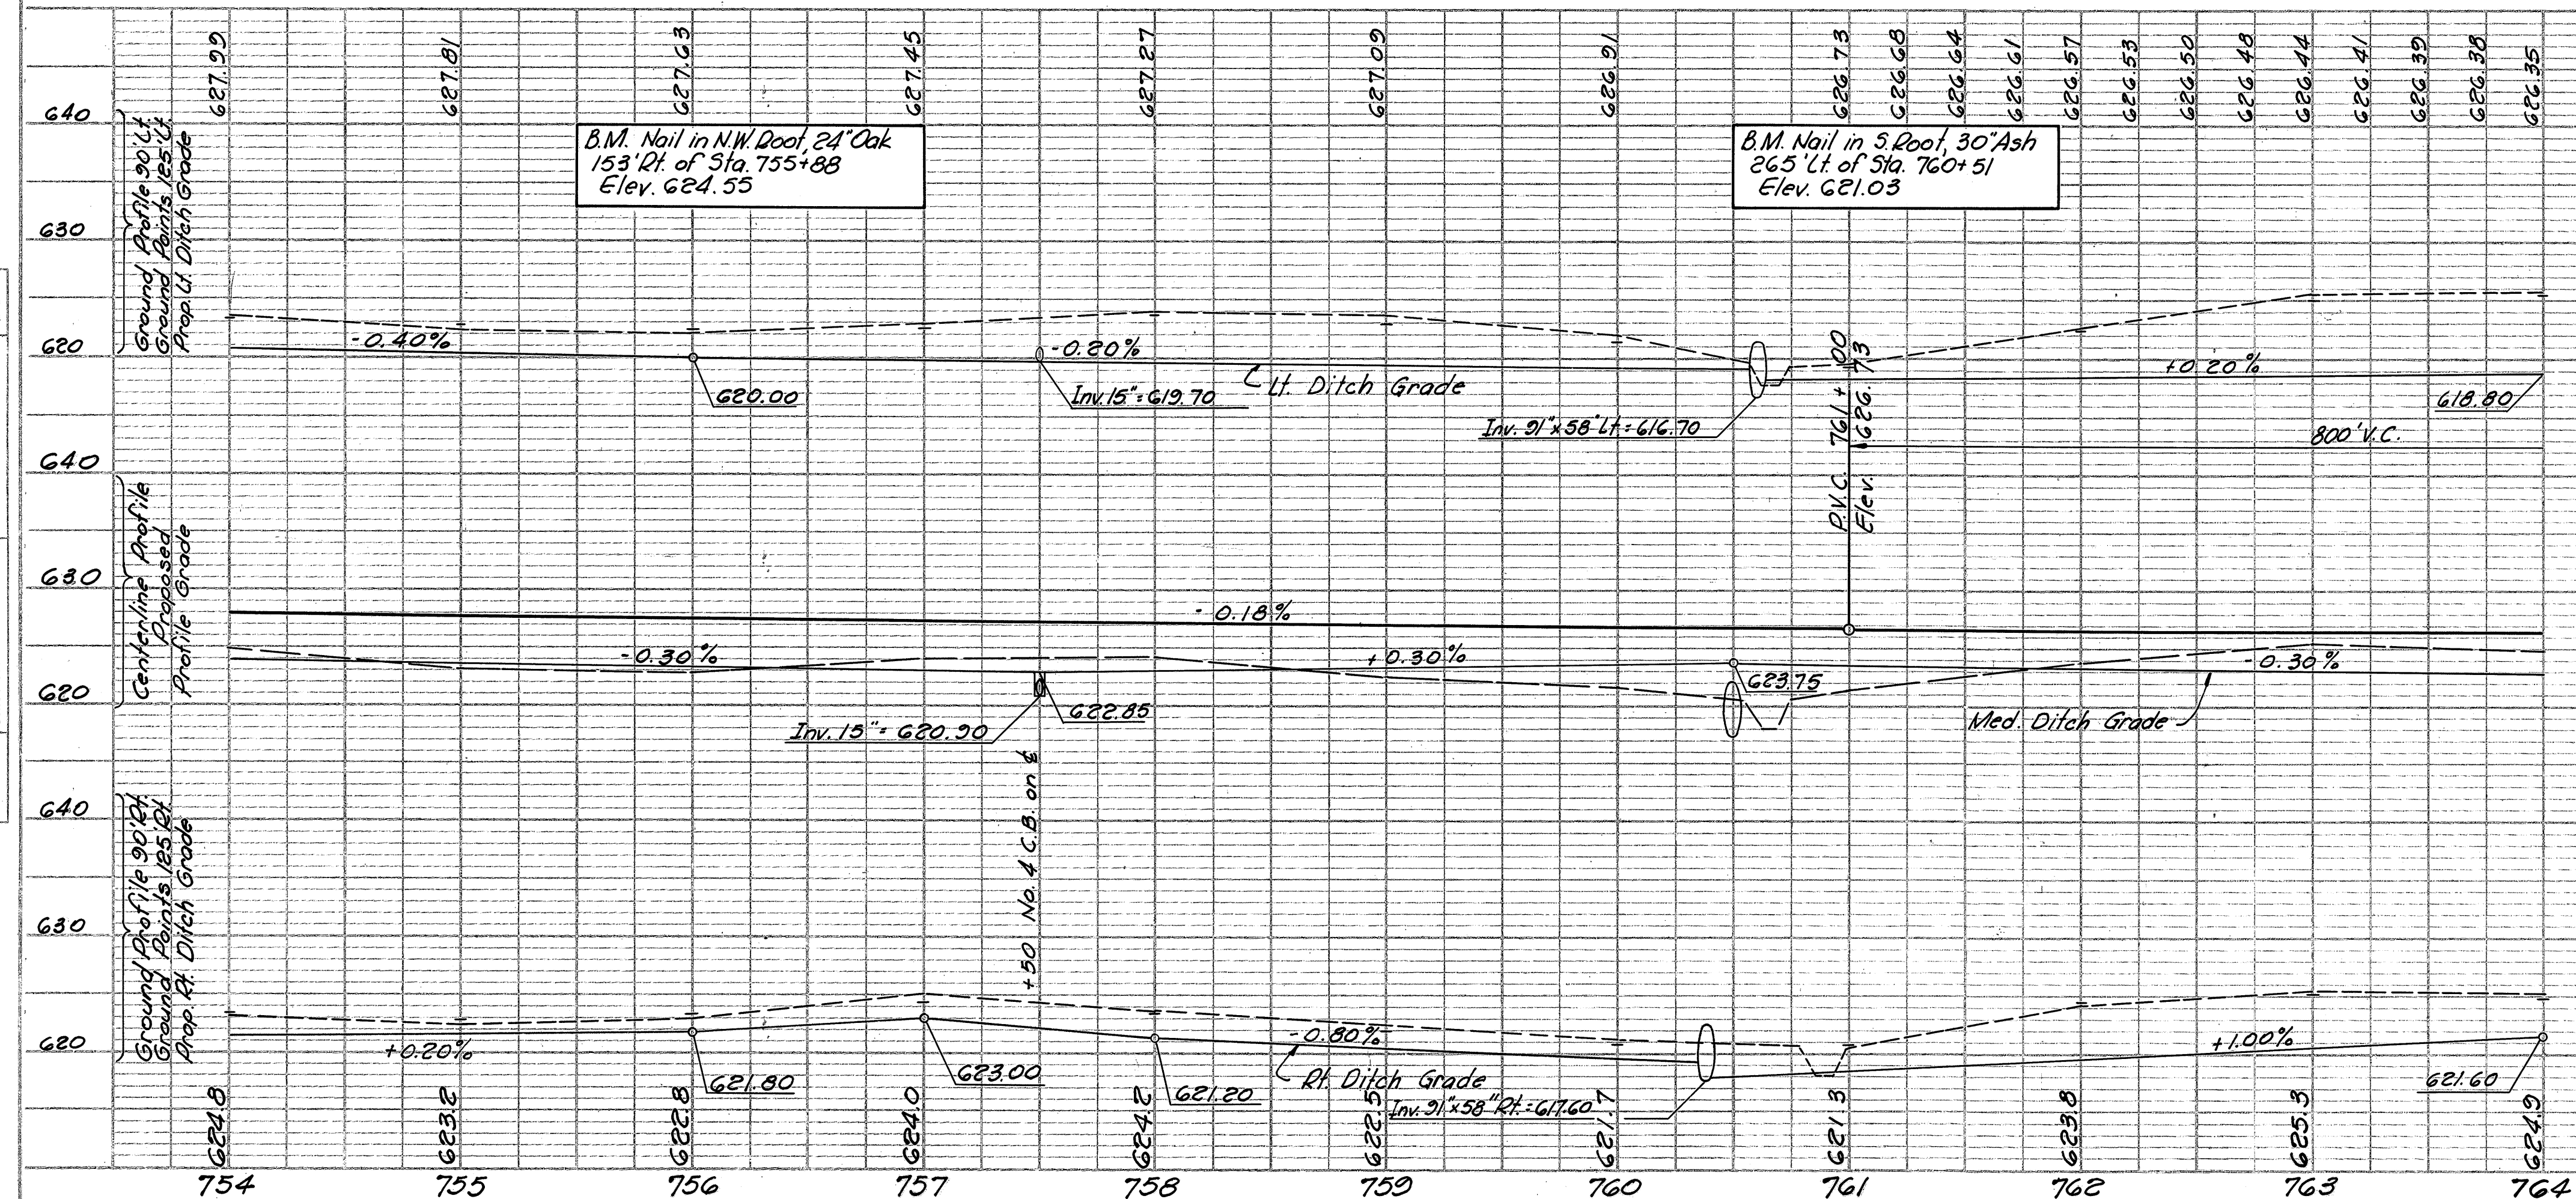 627.99
627.81
627.63
627.45
627.27
627.09
626.91
626.73
626.68
626.64
626.61
626.57
626.53
626.50
626.48
626.44
626.41
626.39
626.38
626.35
640
630
620
Ground Profile 90' Lt.
Ground Points 125' Lt.
Prop. Lt. Ditch Grade
B.M. Nail in N.W. Root, 24" Oak
153' Rt. of Sta. 755+88
Elev. 624.55
B.M. Nail in S. Root, 30" Ash
265' Lt. of Sta. 760+51
Elev. 621.03
-0.40%
620.00
-0.20%
Inv. 15" = 619.70
Lt. Ditch Grade
Inv. 91" x 58" Lt. = 616.70
+0.20%
618.80
800' V.C.
P.V.C. 761+00
Elev. 626.73
640
630
620
Centerline Profile
Proposed
Profile Grade
-0.18%
-0.30%
+0.30%
-0.30%
623.75
622.85
Inv. 15" = 620.90
Med. Ditch Grade
+50 No. 4 C.B. on ℄
640
630
620
Ground Profile 90' Rt.
Ground Points 125' Rt.
Prop. Rt. Ditch Grade
+0.20%
621.80
623.00
621.20
-0.80%
Rt. Ditch Grade
Inv. 91" x 58" Rt. = 617.60
+1.00%
621.60
624.8
623.2
622.8
624.0
624.2
622.5
621.7
621.3
623.8
625.3
624.9
754
755
756
757
758
759
760
761
762
763
764